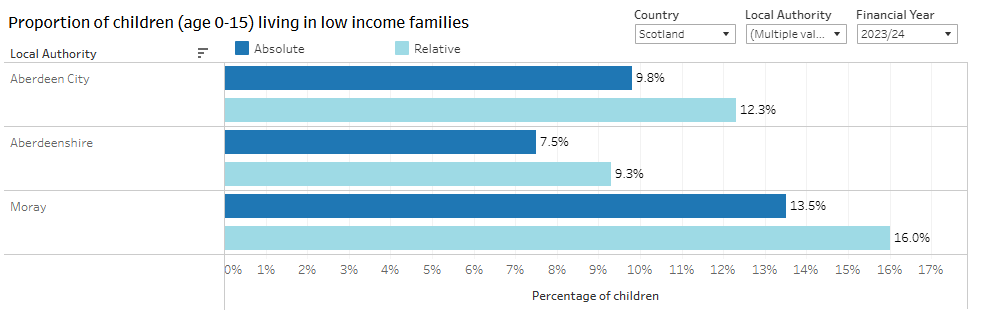 Proportion of children (age 0-15) living in low income families
Country
Local Authority
Financial Year
Scotland
(Multiple val...
2023/24
Local Authority
Absolute
Relative
Aberdeen City
9.8%
12.3%
Aberdeenshire
7.5%
9.3%
Moray
13.5%
16.0%
0% 1% 2% 3% 4% 5% 6% 7% 8% 9% 10% 11% 12% 13% 14% 15% 16% 17%
Percentage of children